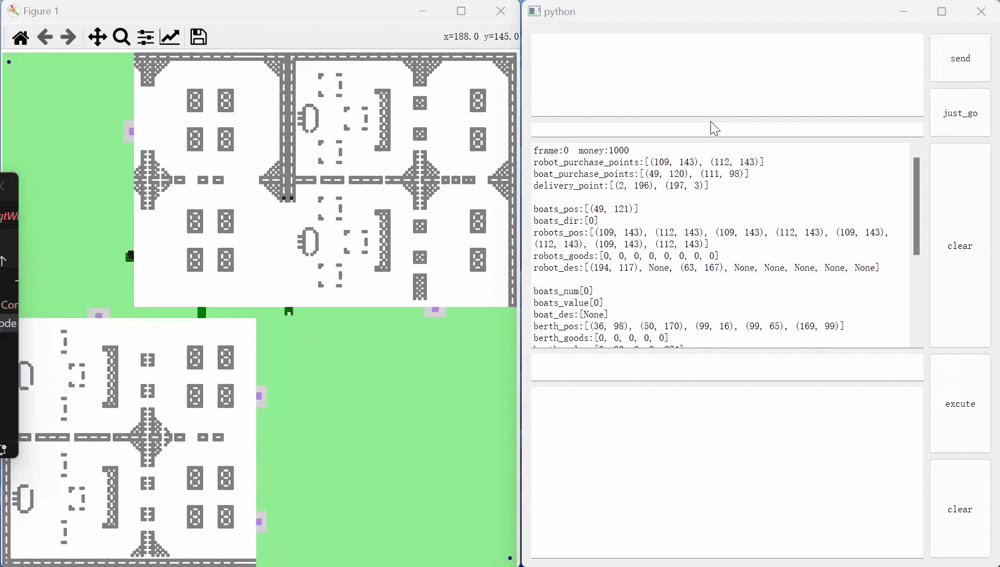 Figure 1
x=188.0 y=145.0
Con
ode
python
send
just_go
frame:0 money:1000
robot_purchase_points:[(109, 143), (112, 143)]
boat_purchase_points:[(49, 120), (111, 98)]
delivery_point:[(2, 196), (197, 3)]
boats_pos:[(49, 121)]
boats_dir:[0]
robots_pos:[(109, 143), (112, 143), (109, 143), (112, 143), (109, 143),
(112, 143), (109, 143), (112, 143)]
robots_goods:[0, 0, 0, 0, 0, 0, 0, 0]
robot_des:[(194, 117), None, (63, 167), None, None, None, None, None]
boats_num[0]
boats_value[0]
boat_des:[None]
berth_pos:[(36, 98), (50, 170), (99, 16), (99, 65), (169, 99)]
berth_goods:[0, 0, 0, 0, 0]
clear
excute
clear